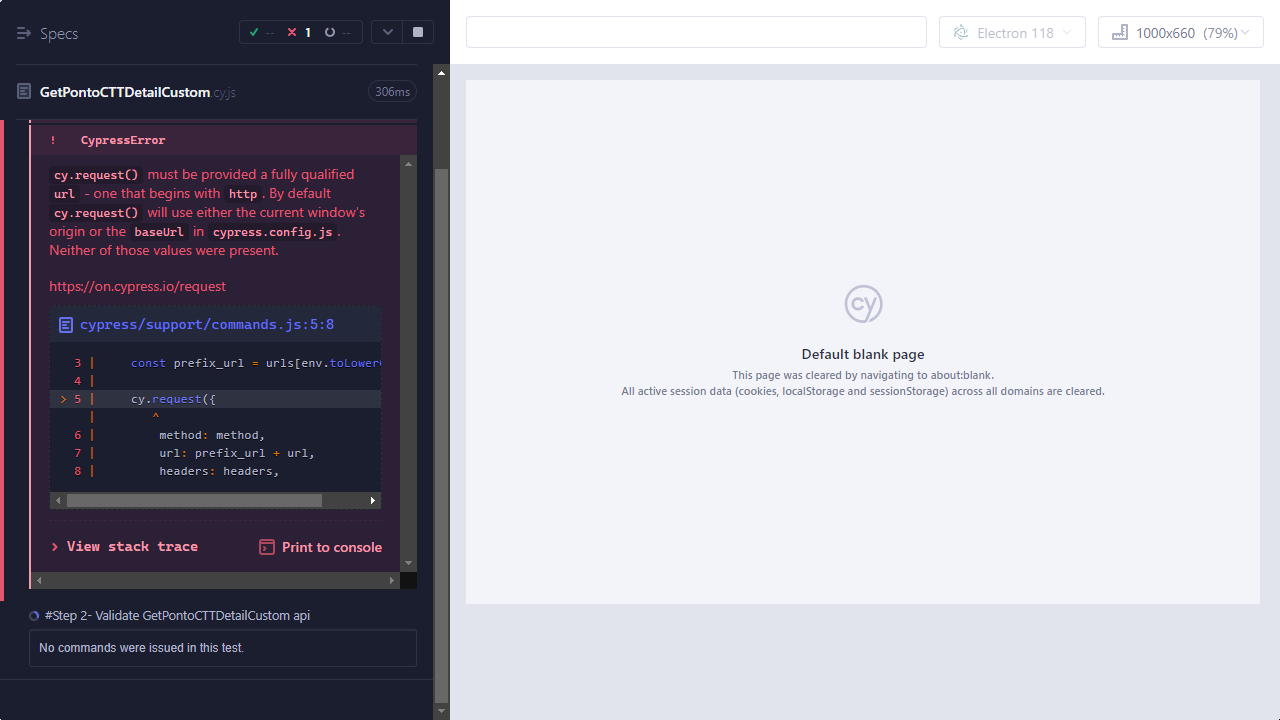 Specs
-- 1 --
Electron 118
1000x660 (79%)
GetPontoCTTDetailCustom.cy.js
306ms
! CypressError
cy.request() must be provided a fully qualified
url - one that begins with http . By default
cy.request() will use either the current window's
origin or the baseUrl in cypress.config.js .
Neither of those values were present.
https://on.cypress.io/request
cypress/support/commands.js:5:8
3 | const prefix_url = urls[env.toLower
4 |
> 5 | cy.request({
| ^
6 | method: method,
7 | url: prefix_url + url,
8 | headers: headers,
> View stack trace
Print to console
#Step 2- Validate GetPontoCTTDetailCustom api
No commands were issued in this test.
cy
Default blank page
This page was cleared by navigating to about:blank.
All active session data (cookies, localStorage and sessionStorage) across all domains are cleared.